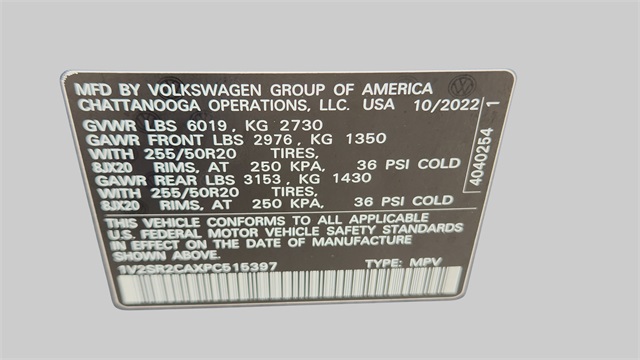 MFD BY VOLKSWAGEN GROUP OF AMERICA
CHATTANOOGA OPERATIONS, LLC. USA 10/2022
GVWR LBS 6019, KG 2730
GAWR FRONT LBS 2976, KG 1350
WITH 255/50R20 TIRES,
8JX20 RIMS, AT 250 KPA, 36 PSI COLD
GAWR REAR LBS 3153, KG 1430
WITH 255/50R20 TIRES,
8JX20 RIMS, AT 250 KPA, 36 PSI COLD
THIS VEHICLE CONFORMS TO ALL APPLICABLE
U.S. FEDERAL MOTOR VEHICLE SAFETY STANDARDS
IN EFFECT ON THE DATE OF MANUFACTURE
SHOWN ABOVE.
1V2SR2CAXPC515397 TYPE: MPV
4040254 1